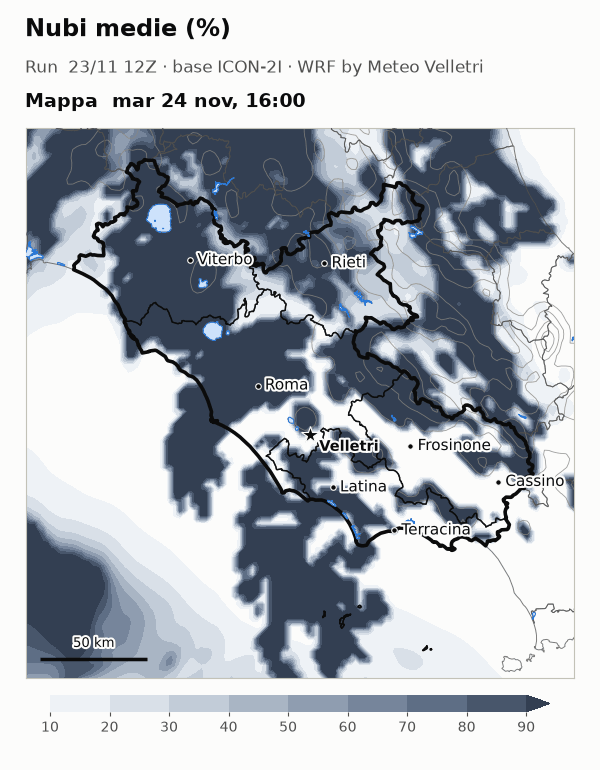 Nubi medie (%)
Run  23/11 12Z · base ICON-2I · WRF by Meteo Velletri
Mappa  mar 24 nov, 16:00
Viterbo
Rieti
Roma
Velletri
Frosinone
Cassino
Latina
Terracina
50 km
10 20 30 40 50 60 70 80 90